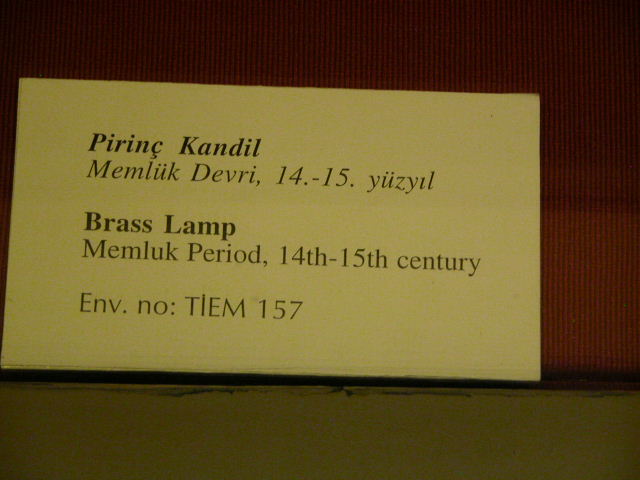 Pirinç Kandil
Memlük Devri, 14.-15. yüzyıl
Brass Lamp
Memluk Period, 14th-15th century
Env. no: TİEM 157